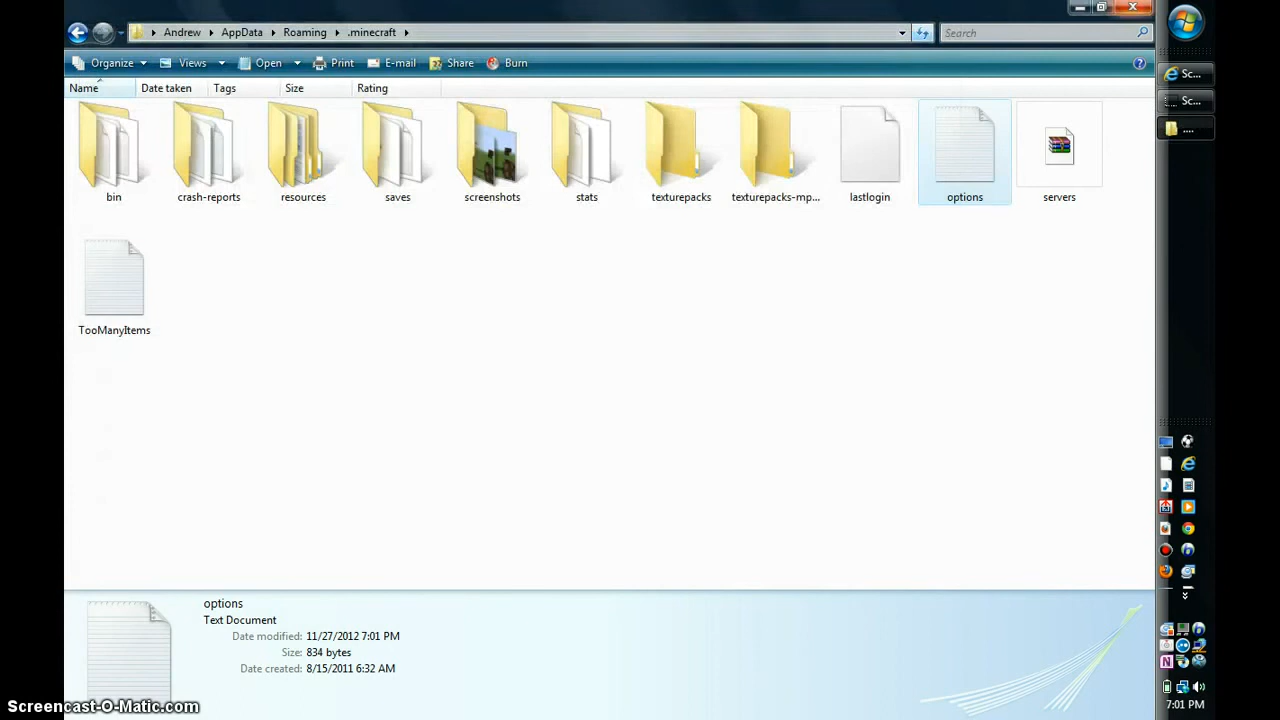 Andrew AppData Roaming .minecraft Search
Organize Views Open Print E-mail Share Burn
Name Date taken Tags Size Rating
Sc...
Sc...
....
bin crash-reports resources saves screenshots stats texturepacks texturepacks-mp... lastlogin options servers
TooManyItems
options
Text Document
Date modified: 11/27/2012 7:01 PM
Size: 834 bytes
Date created: 8/15/2011 6:32 AM
7:01 PM
Screencast-O-Matic.com